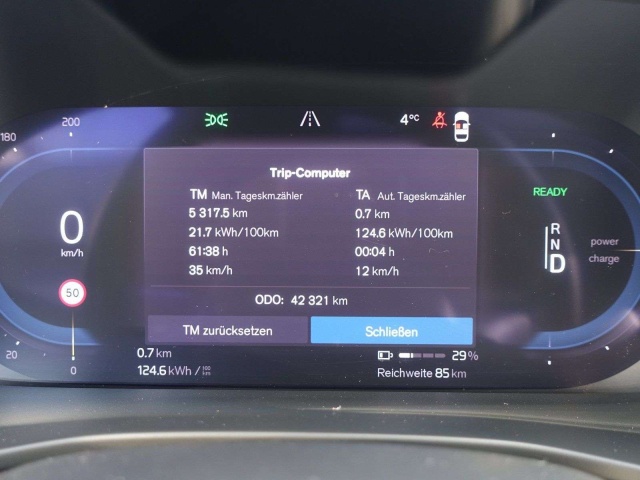 180
200
4°C
Trip-Computer
TM Man. Tageskm.zähler
TA Aut. Tageskm.zähler
5 317.5 km
0.7 km
21.7 kWh/100km
124.6 kWh/100km
61:38 h
00:04 h
35 km/h
12 km/h
ODO: 42 321 km
TM zurücksetzen
Schließen
0
km/h
50
20
0
READY
R
N
D
power
charge
0.7 km
124.6 kWh /
29%
Reichweite 85 km